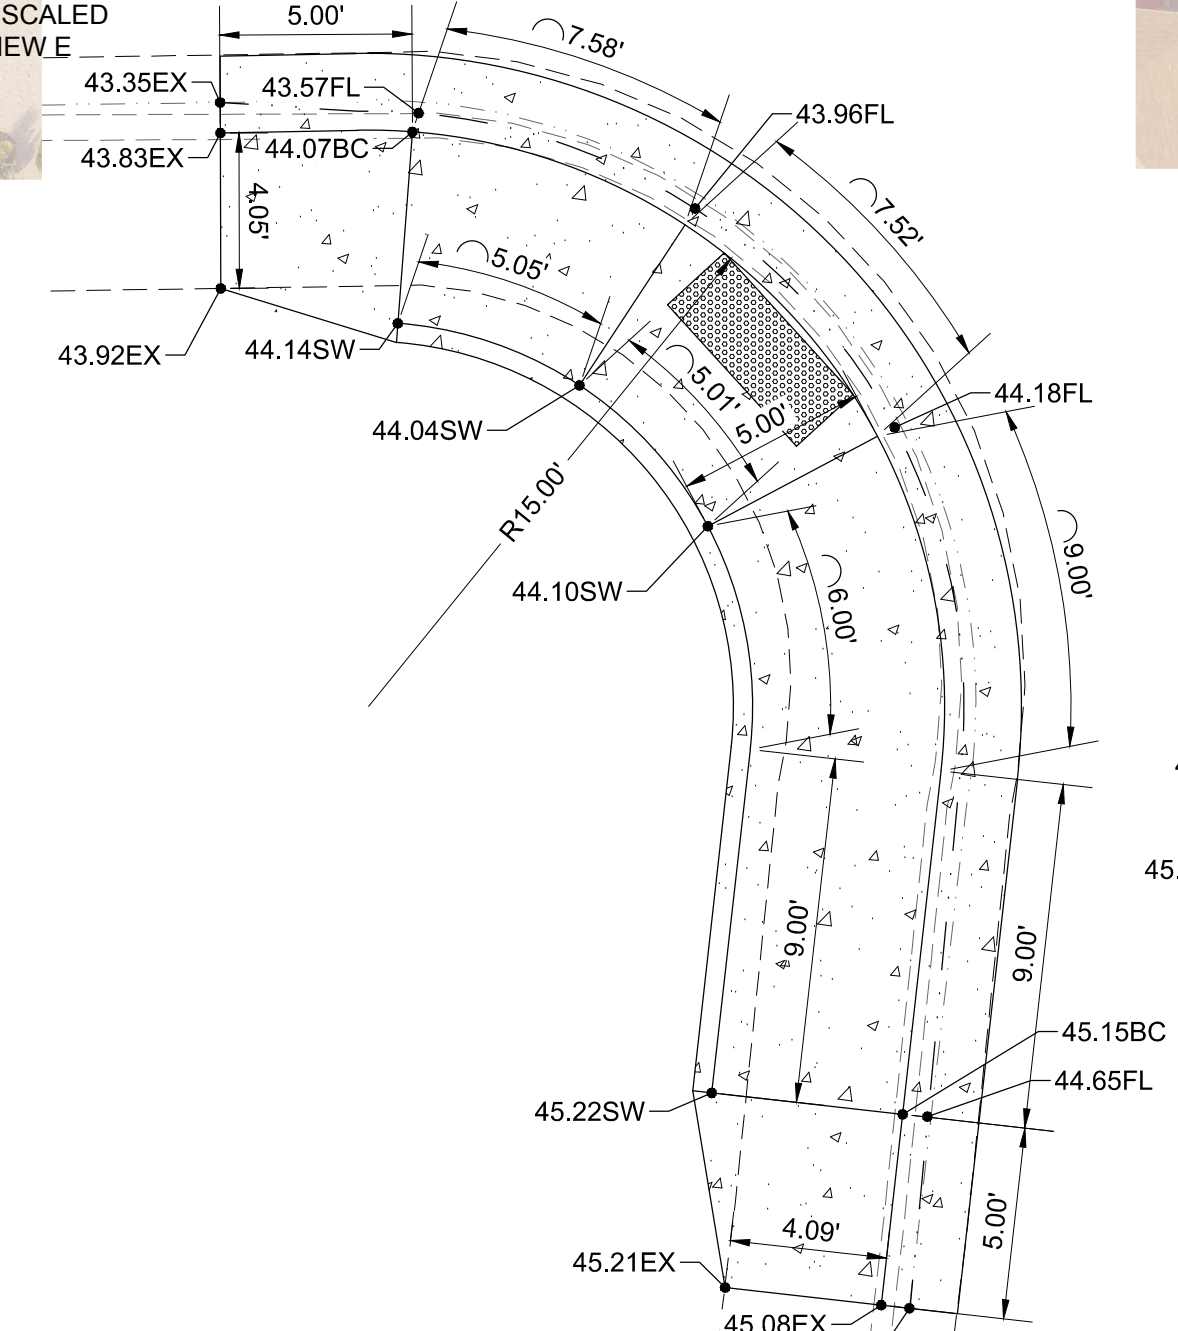 SCALED
IEW E
5.00'
7.58'
43.35EX
43.57FL
43.96FL
43.83EX
44.07BC
4.05'
7.52'
5.05'
43.92EX
44.14SW
5.01'
44.18FL
44.04SW
5.00'
R15.00'
9.00'
44.10SW
6.00'
45.
9.00'
9.00'
45.15BC
44.65FL
45.22SW
5.00'
4.09'
45.21EX
45.08EX